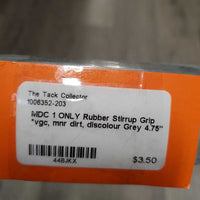 The Tack Collector
1006352-203
MDC 1 ONLY Rubber Stirrup Grip
*vgc, mnr dirt, discolour Grey 4.75"
448JKX
$3.50